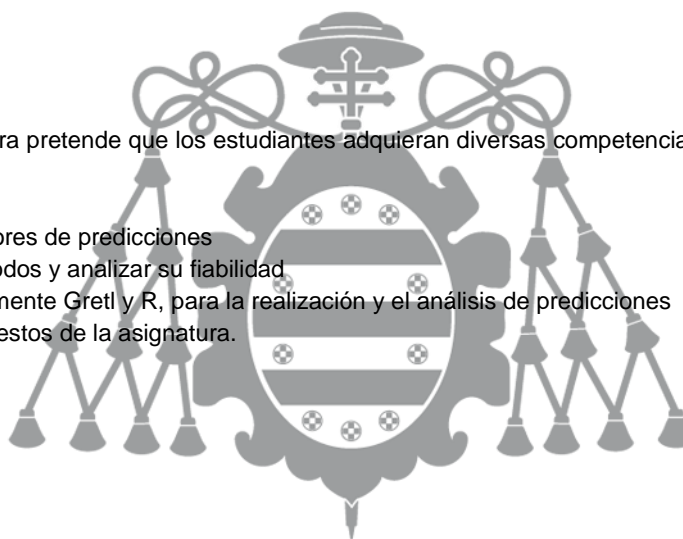 ra pretende que los estudiantes adquieran diversas competencia
ores de predicciones
odos y analizar su fiabilidad
mente Gretl y R, para la realización y el análisis de predicciones
estos de la asignatura.